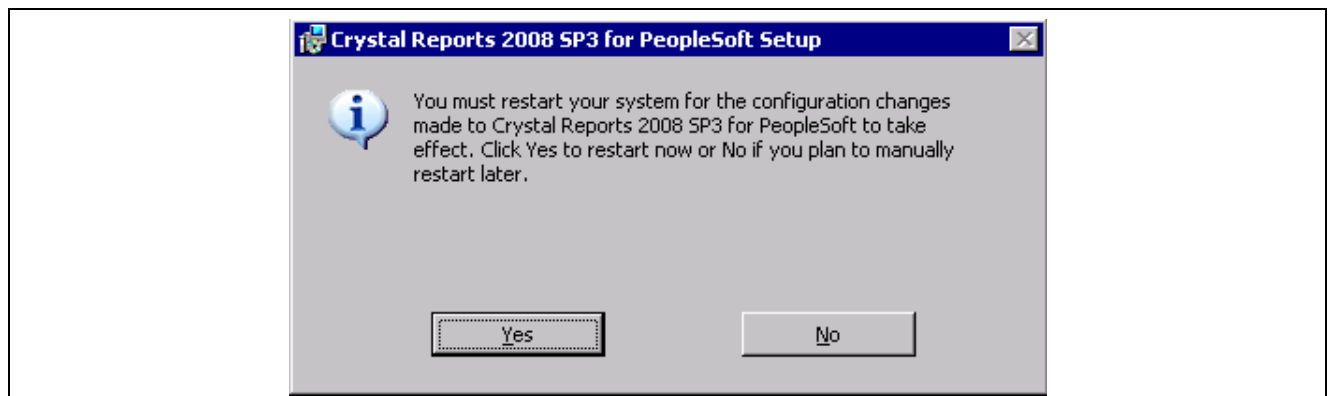 Crystal Reports 2008 SP3 for PeopleSoft Setup
You must restart your system for the configuration changes
made to Crystal Reports 2008 SP3 for PeopleSoft to take
effect. Click Yes to restart now or No if you plan to manually
restart later.
Yes
No